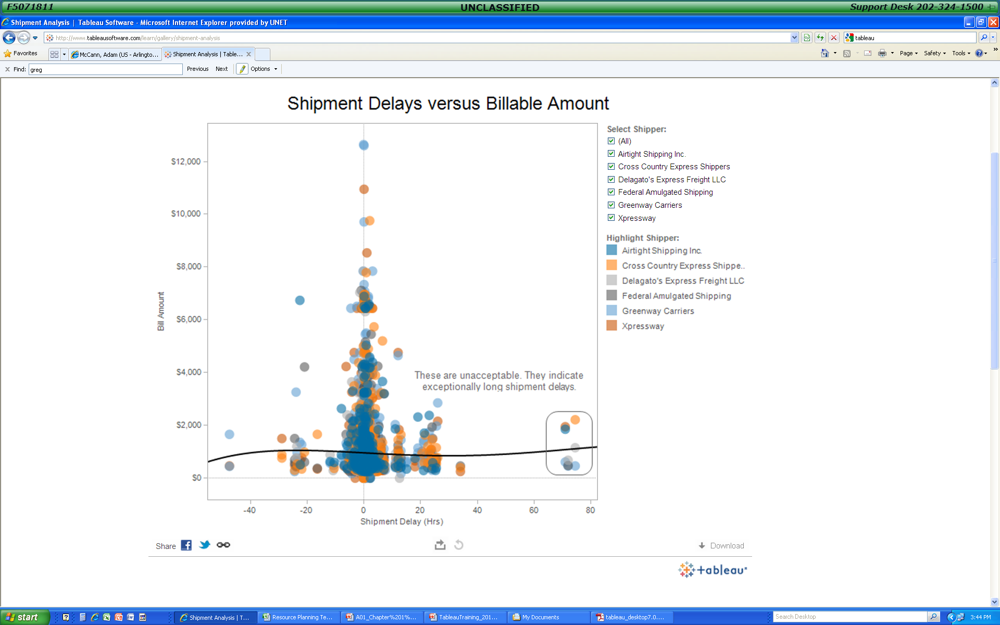 F5071811
UNCLASSIFIED
Support Desk 202-324-1500
Shipment Analysis | Tableau Software - Microsoft Internet Explorer provided by UNET
http://www.tableausoftware.com/learn/gallery/shipment-analysis
tableau
Favorites
McCann, Adam (US - Arlingto...
Shipment Analysis | Table...
Page
Safety
Tools
Find: greg
Previous
Next
Options
Shipment Delays versus Billable Amount
Select Shipper:
(All)
Airtight Shipping Inc.
Cross Country Express Shippers
Delagato's Express Freight LLC
Federal Amulgated Shipping
Greenway Carriers
Xpressway
Highlight Shipper:
Airtight Shipping Inc.
Cross Country Express Shippe..
Delagato's Express Freight LLC
Federal Amulgated Shipping
Greenway Carriers
Xpressway
Bill Amount
$12,000
$10,000
$8,000
$6,000
$4,000
$2,000
$0
These are unacceptable. They indicate
exceptionally long shipment delays.
-40
-20
0
20
40
60
80
Shipment Delay (Hrs)
Share
Download
tableau
start
Shipment Analysis | T...
Resource Planning Te...
A01_Chapter%201%...
TableauTraining_201...
My Documents
tableau_desktop7.0....
Search Desktop
3:44 PM